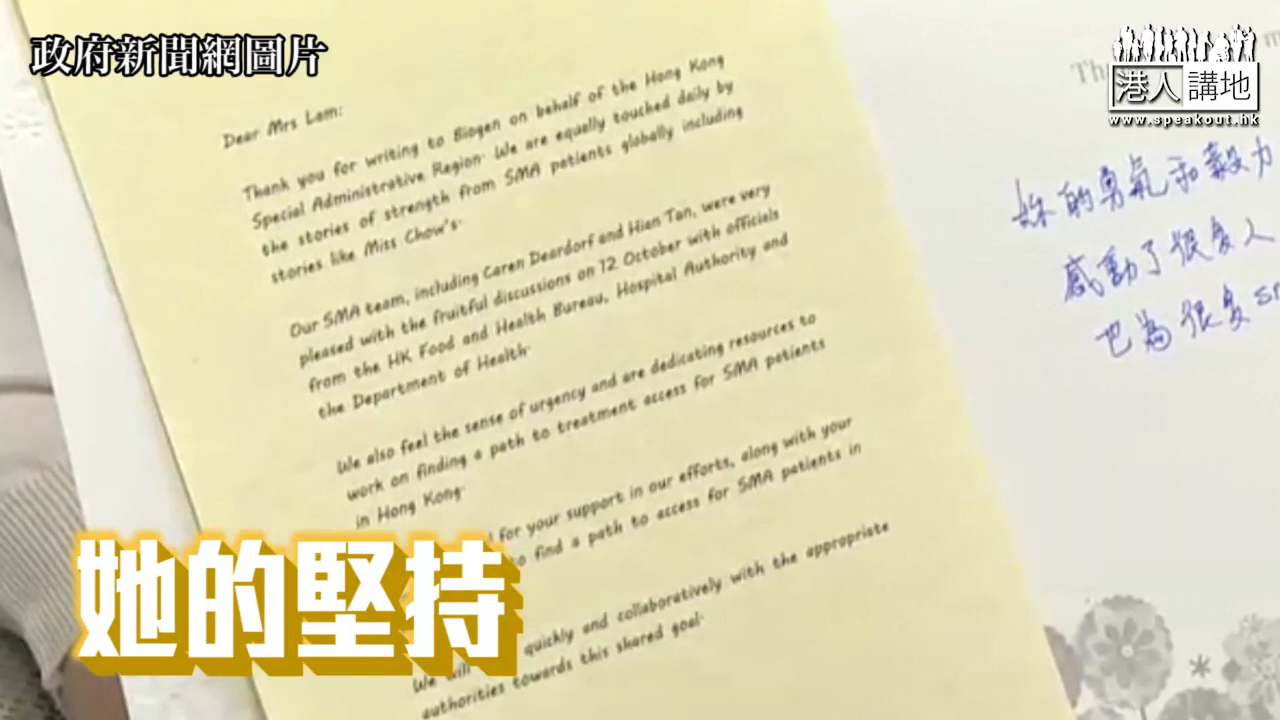 政府新聞網圖片
港人講地
www.speakout.hk
Dear Mrs Lam:
Thank you for writing to Biogen on behalf of the Hong Kong
Special Administrative Region. We are equally touched daily by
the stories of strength from SMA patients globally including
stories like Miss Chow's.
Our SMA team, including Caren Deardorf and Hian Tan, were very
pleased with the fruitful discussions on 12 October with officials
from the HK Food and Health Bureau, Hospital Authority and
the Department of Health.
We also feel the sense of urgency and are dedicating resources to
work on finding a path to treatment access for SMA patients
in Hong Kong.
for your support in our efforts, along with your
to find a path to access for SMA patients in
We will quickly and collaboratively with the appropriate
authorities towards this shared goal.
妳的勇氣和毅力
感動了很多人
也為很多SM
她的堅持